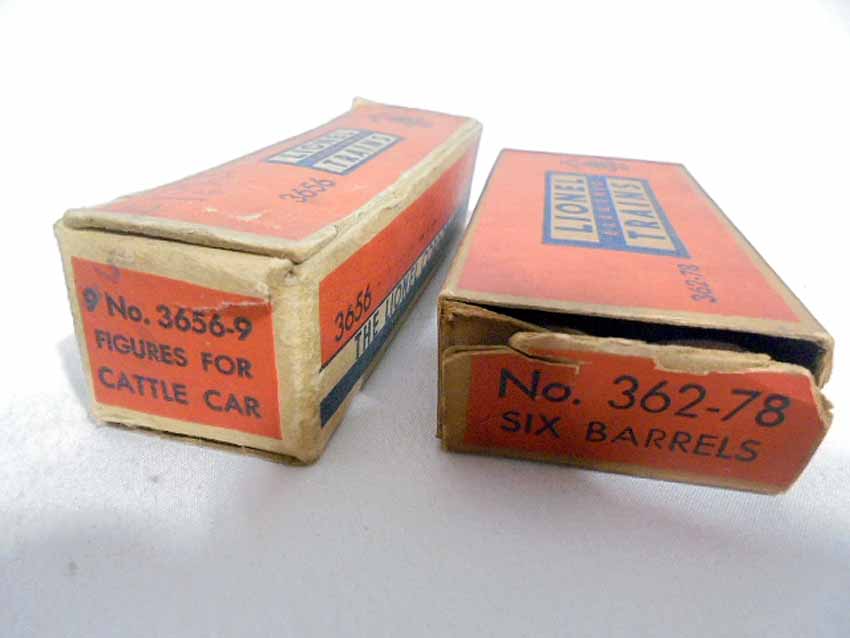 LIONEL
TRAINS
3656
3656
THE LIONEL
9 No. 3656-9
FIGURES FOR
CATTLE CAR
LIONEL
TRAINS
362-78
No. 362-78
SIX BARRELS